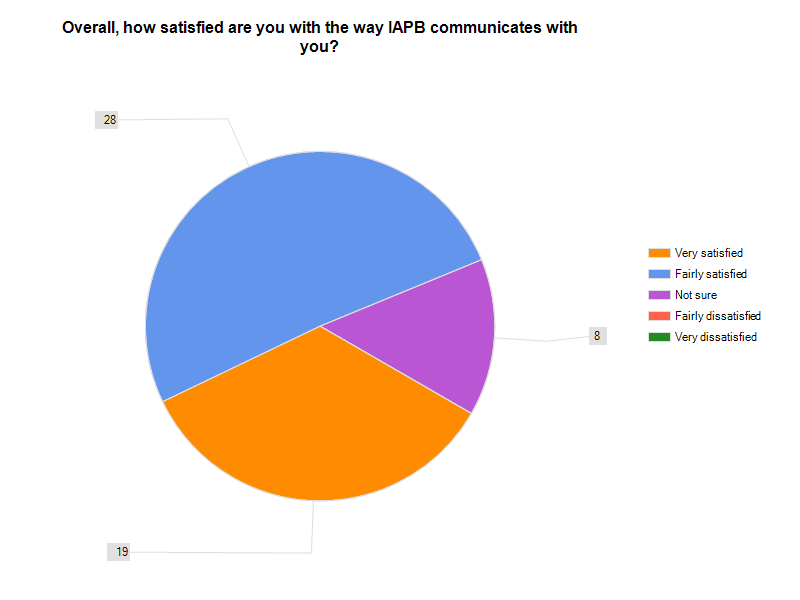 Overall, how satisfied are you with the way IAPB communicates with
you?
28
Very satisfied
Fairly satisfied
Not sure
Fairly dissatisfied
Very dissatisfied
8
19